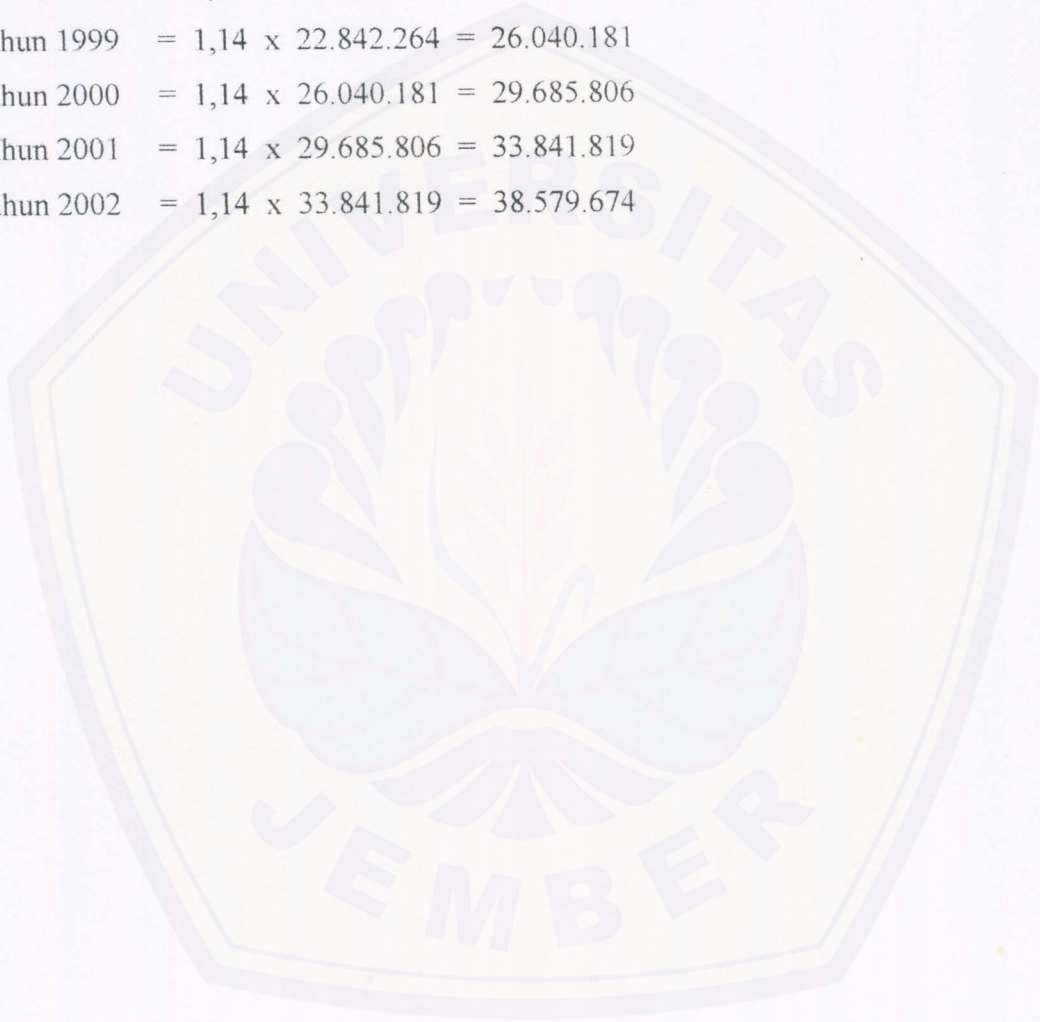 hun 1999 = 1,14 x 22.842.264 = 26.040.181
hun 2000 = 1,14 x 26.040.181 = 29.685.806
hun 2001 = 1,14 x 29.685.806 = 33.841.819
hun 2002 = 1,14 x 33.841.819 = 38.579.674
UNIVERSITAS
JEMBER